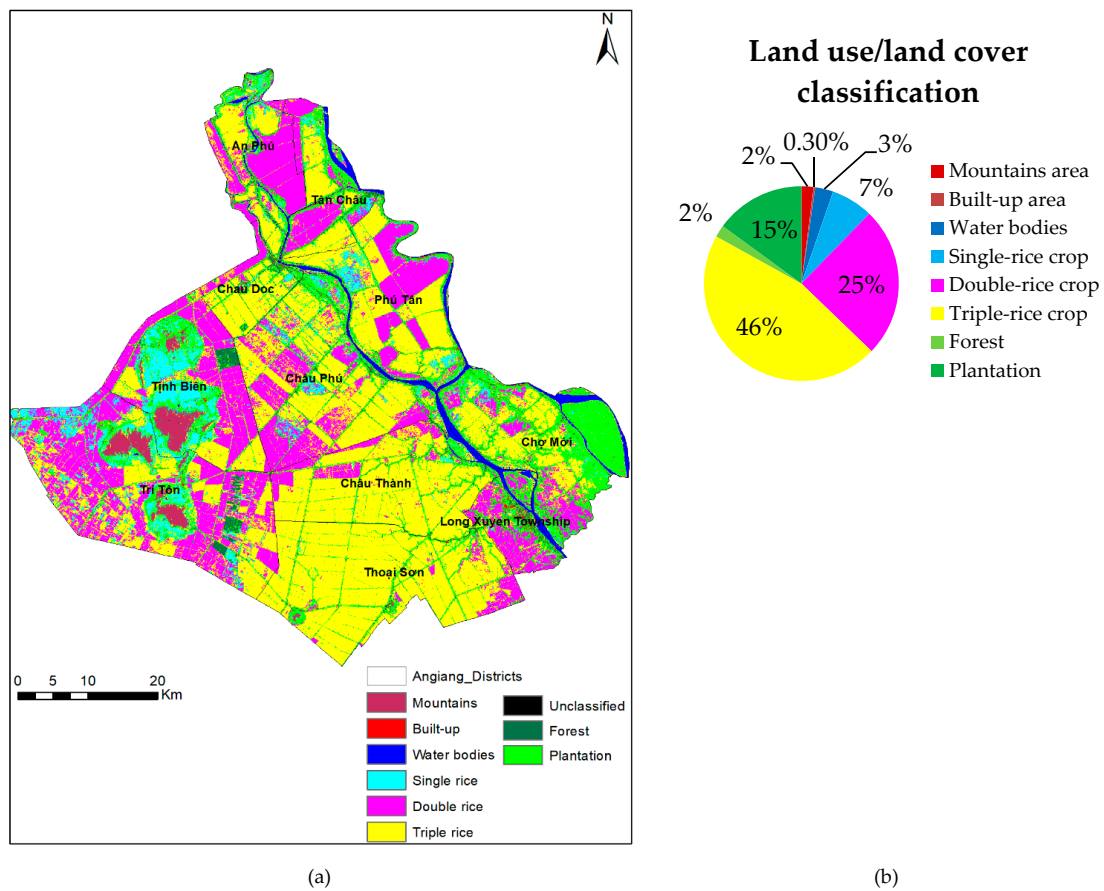 N
An Phú
Tân Châu
Chau Doc
Phú Tân
Tịnh Biên
Châu Phú
Chợ Mới
Tri Tôn
Châu Thành
Long Xuyen Township
Thoại Sơn
0 5 10 20
Km
Angiang_Districts
Mountains
Built-up
Water bodies
Single rice
Double rice
Triple rice
Unclassified
Forest
Plantation
(a)
Land use/land cover
classification
2%
0.30%
3%
7%
2%
15%
25%
46%
Mountains area
Built-up area
Water bodies
Single-rice crop
Double-rice crop
Triple-rice crop
Forest
Plantation
(b)